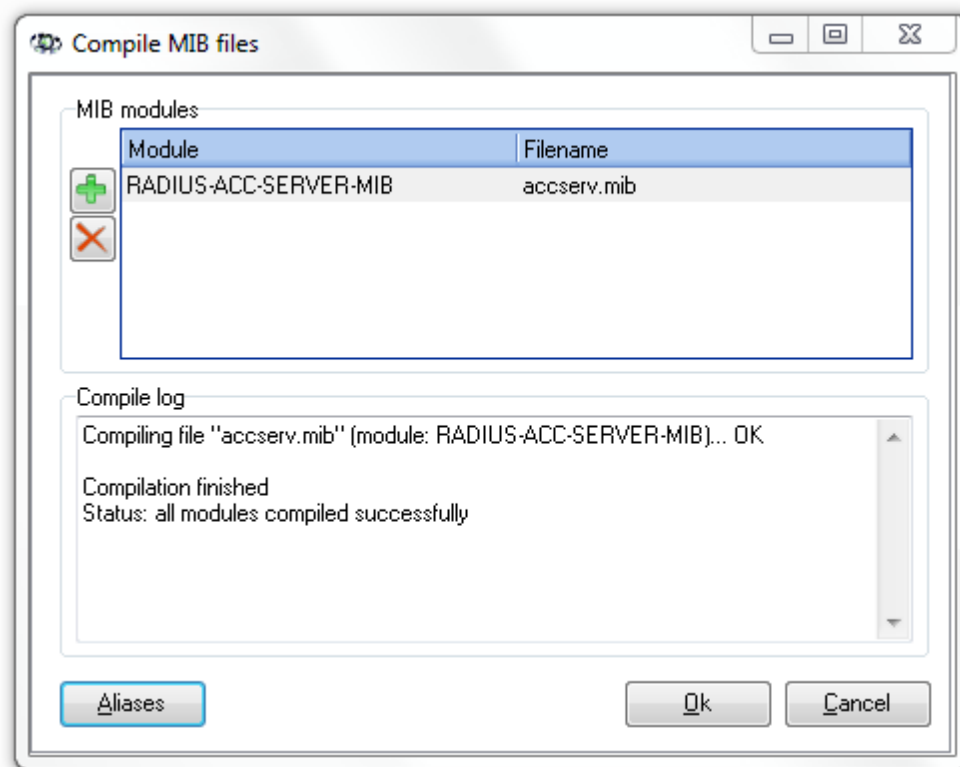 Compile MIB files
MIB modules
Module Filename
RADIUS-ACC-SERVER-MIB accserv.mib
Compile log
Compiling file "accserv.mib" (module: RADIUS-ACC-SERVER-MIB)... OK
Compilation finished
Status: all modules compiled successfully
Aliases Ok Cancel